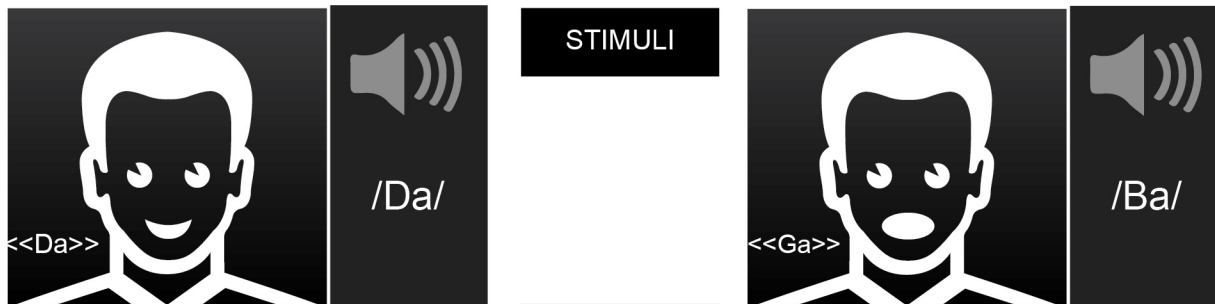 STIMULI
<<Da>>
/Da/
<<Ga>>
/Ba/